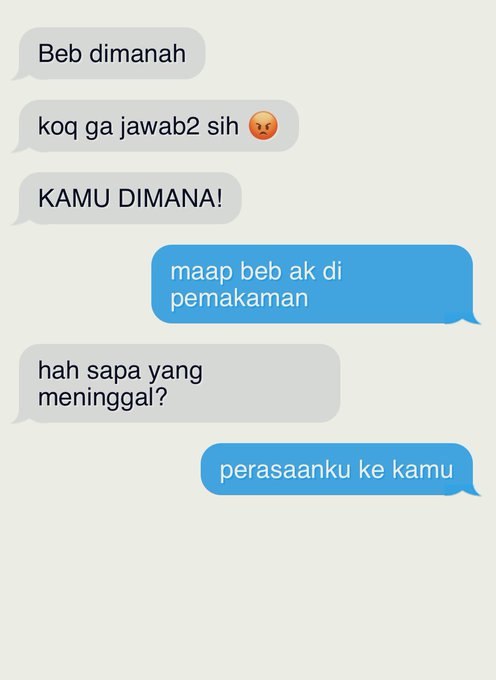 Beb dimanah
koq ga jawab2 sih 😡
KAMU DIMANA!
maap beb ak di
pemakaman
hah sapa yang
meninggal?
perasaanku ke kamu